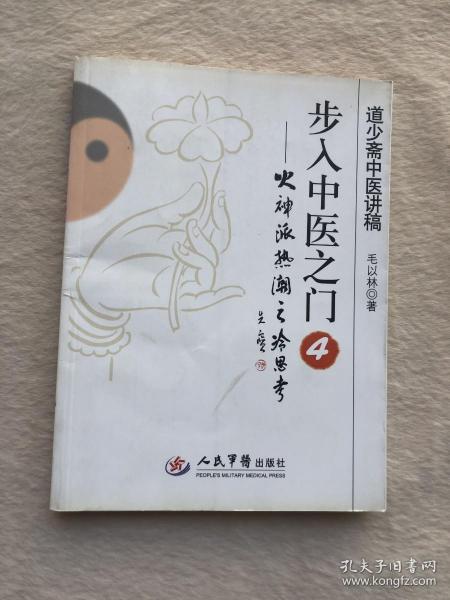 道少斋中医讲稿
毛以林◎著
步入中医之门
4
——火神派热潮之冷思考
人民军医出版社
PEOPLE'S MILITARY MEDICAL PRESS
孔夫子旧书网
www.kongfz.com